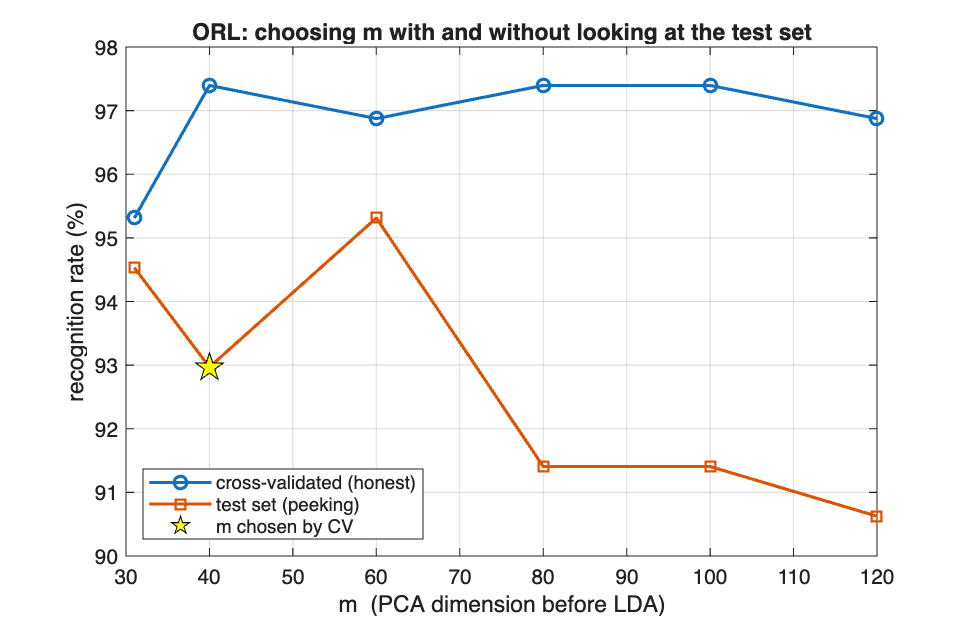 ORL: choosing m with and without looking at the test set
recognition rate (%)
98
97
96
95
94
93
92
91
90
cross-validated (honest)
test set (peeking)
m chosen by CV
30 40 50 60 70 80 90 100 110 120
m (PCA dimension before LDA)